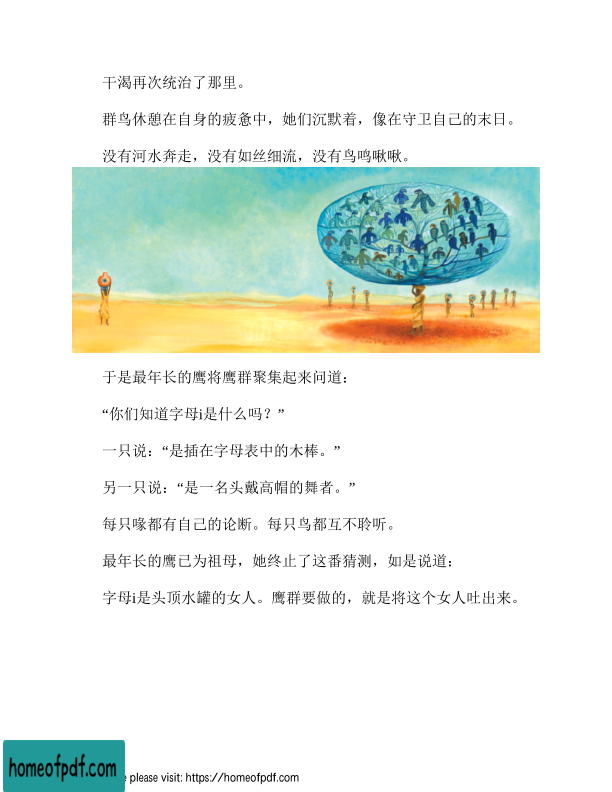 干渴再次统治了那里。
群鸟休憩在自身的疲惫中，她们沉默着，像在守卫自己的末日。
没有河水奔走，没有如丝细流，没有鸟鸣啾啾。
于是最年长的鹰将鹰群聚集起来问道：
“你们知道字母i是什么吗？”
一只说：“是插在字母表中的木棒。”
另一只说：“是一名头戴高帽的舞者。”
每只喙都有自己的论断。每只鸟都互不聆听。
最年长的鹰已为祖母，她终止了这番猜测，如是说道：
字母i是头顶水罐的女人。鹰群要做的，就是将这个女人吐出来。
homeofpdf.com
e please visit: https://homeofpdf.com